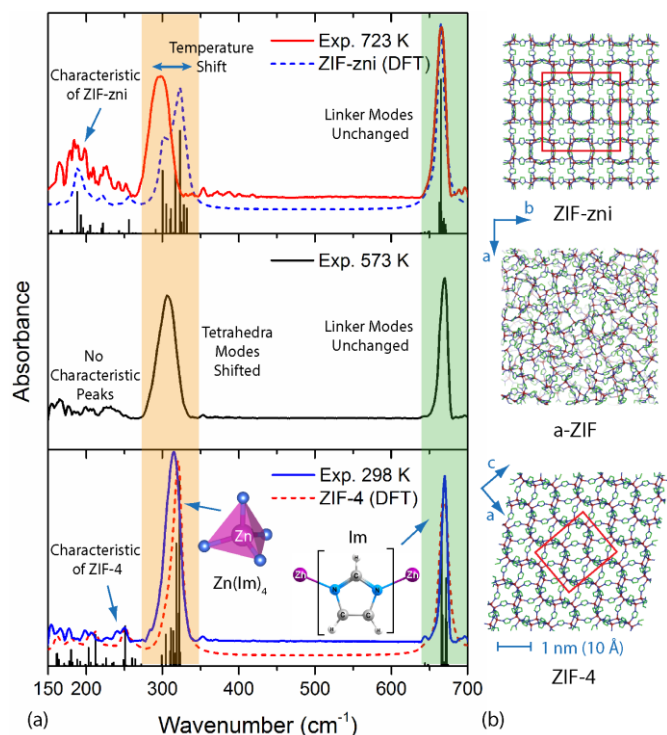 Exp. 723 K
ZIF-zni (DFT)
Temperature
Shift
Characteristic
of ZIF-zni
Linker Modes
Unchanged
Exp. 573 K
Tetrahedra
Modes
Shifted
Linker Modes
Unchanged
No
Characteristic
Peaks
Exp. 298 K
ZIF-4 (DFT)
Characteristic
of ZIF-4
Zn
Zn(Im)4
Im
Zn
Zn
C
N
N
C
C
H
H
H
Absorbance
150
200
300
400
500
600
700
(a)
Wavenumber (cm-1)
b
a
ZIF-zni
a-ZIF
c
a
1 nm (10 Å)
ZIF-4
(b)